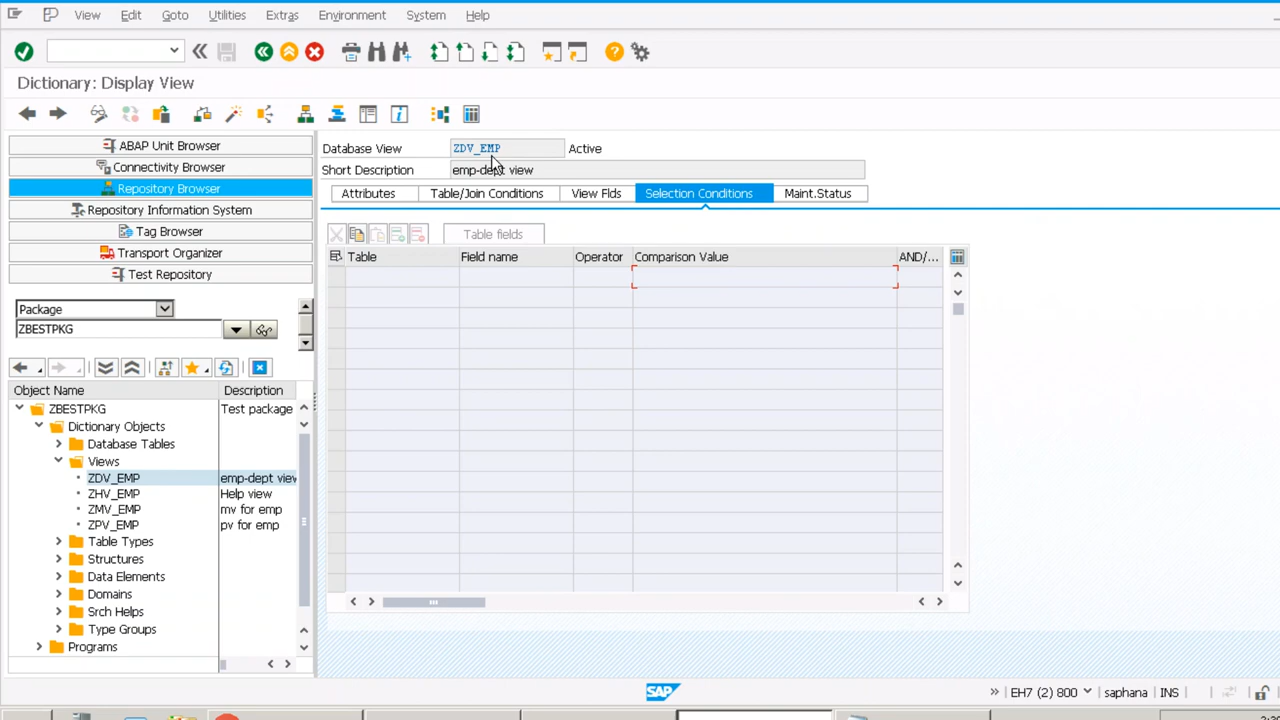 View Edit Goto Utilities Extras Environment System Help
Dictionary: Display View
ABAP Unit Browser
Connectivity Browser
Repository Browser
Repository Information System
Tag Browser
Transport Organizer
Test Repository
Package
ZBESTPKG
Object Name Description
ZBESTPKG Test package
Dictionary Objects
Database Tables
Views
ZDV_EMP emp-dept view
ZHV_EMP Help view
ZMV_EMP mv for emp
ZPV_EMP pv for emp
Table Types
Structures
Data Elements
Domains
Srch Helps
Type Groups
Programs
Database View ZDV_EMP Active
Short Description emp-dept view
Attributes Table/Join Conditions View Flds Selection Conditions Maint.Status
Table fields
Table Field name Operator Comparison Value AND/...
SAP EH7 (2) 800 saphana INS